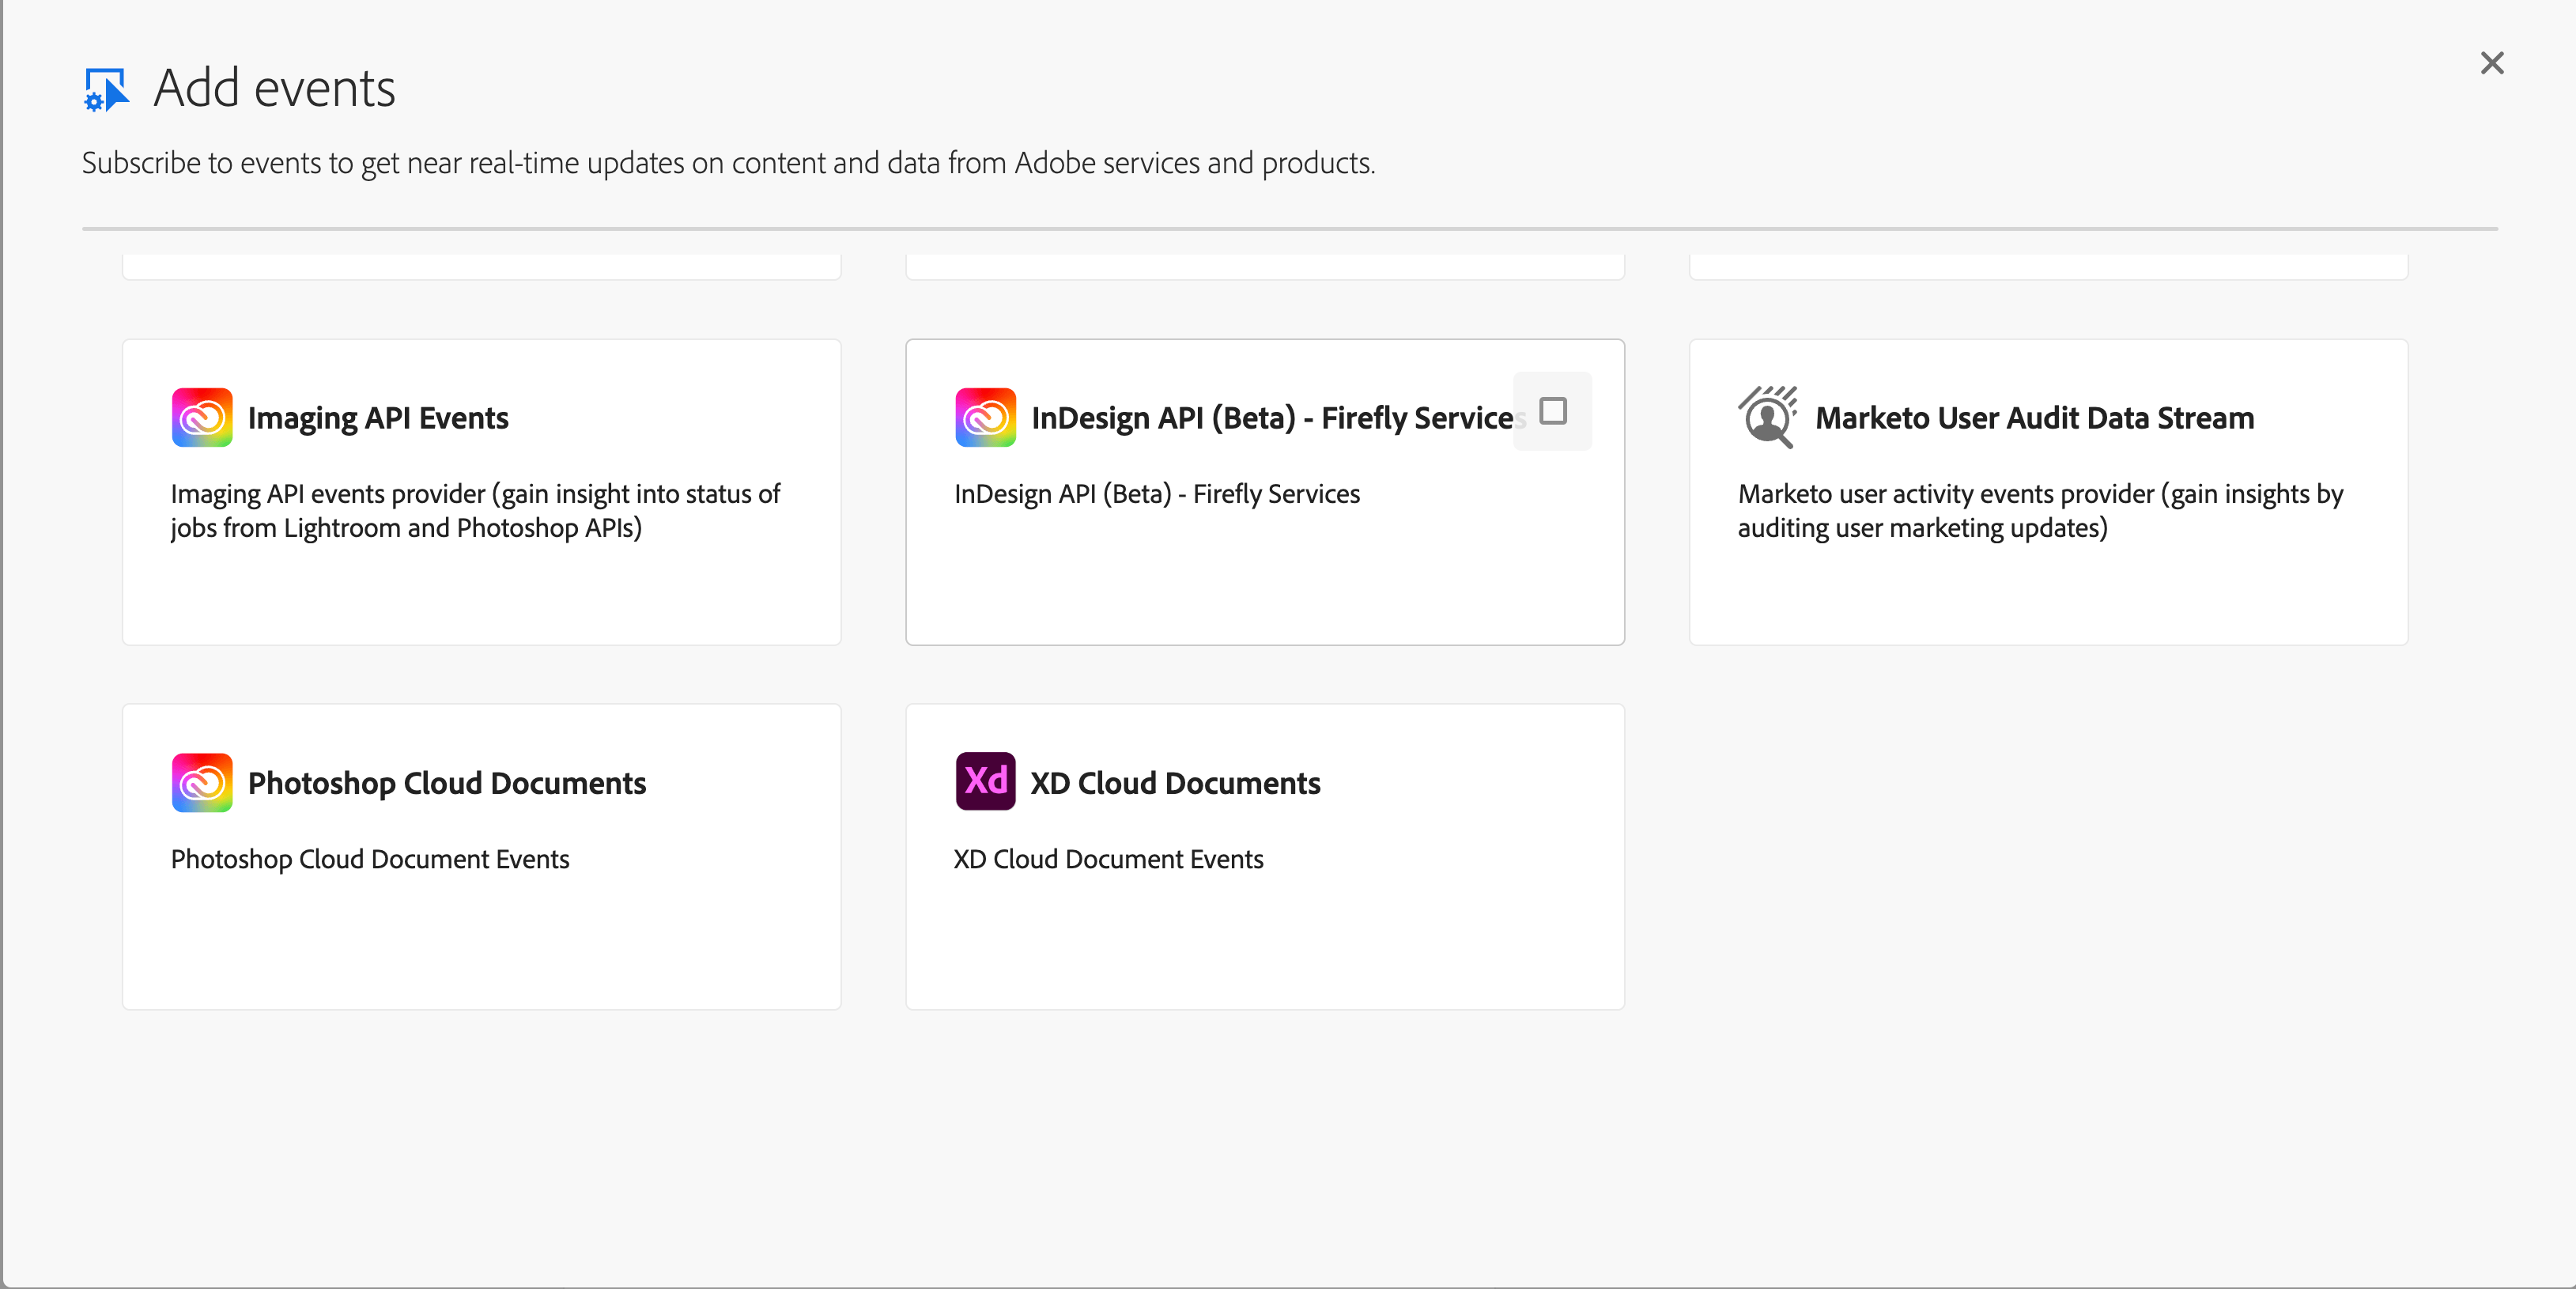 Add events
Subscribe to events to get near real-time updates on content and data from Adobe services and products.
Imaging API Events
Imaging API events provider (gain insight into status of
jobs from Lightroom and Photoshop APIs)
InDesign API (Beta) - Firefly Services
InDesign API (Beta) - Firefly Services
Marketo User Audit Data Stream
Marketo user activity events provider (gain insights by
auditing user marketing updates)
Photoshop Cloud Documents
Photoshop Cloud Document Events
Xd XD Cloud Documents
XD Cloud Document Events